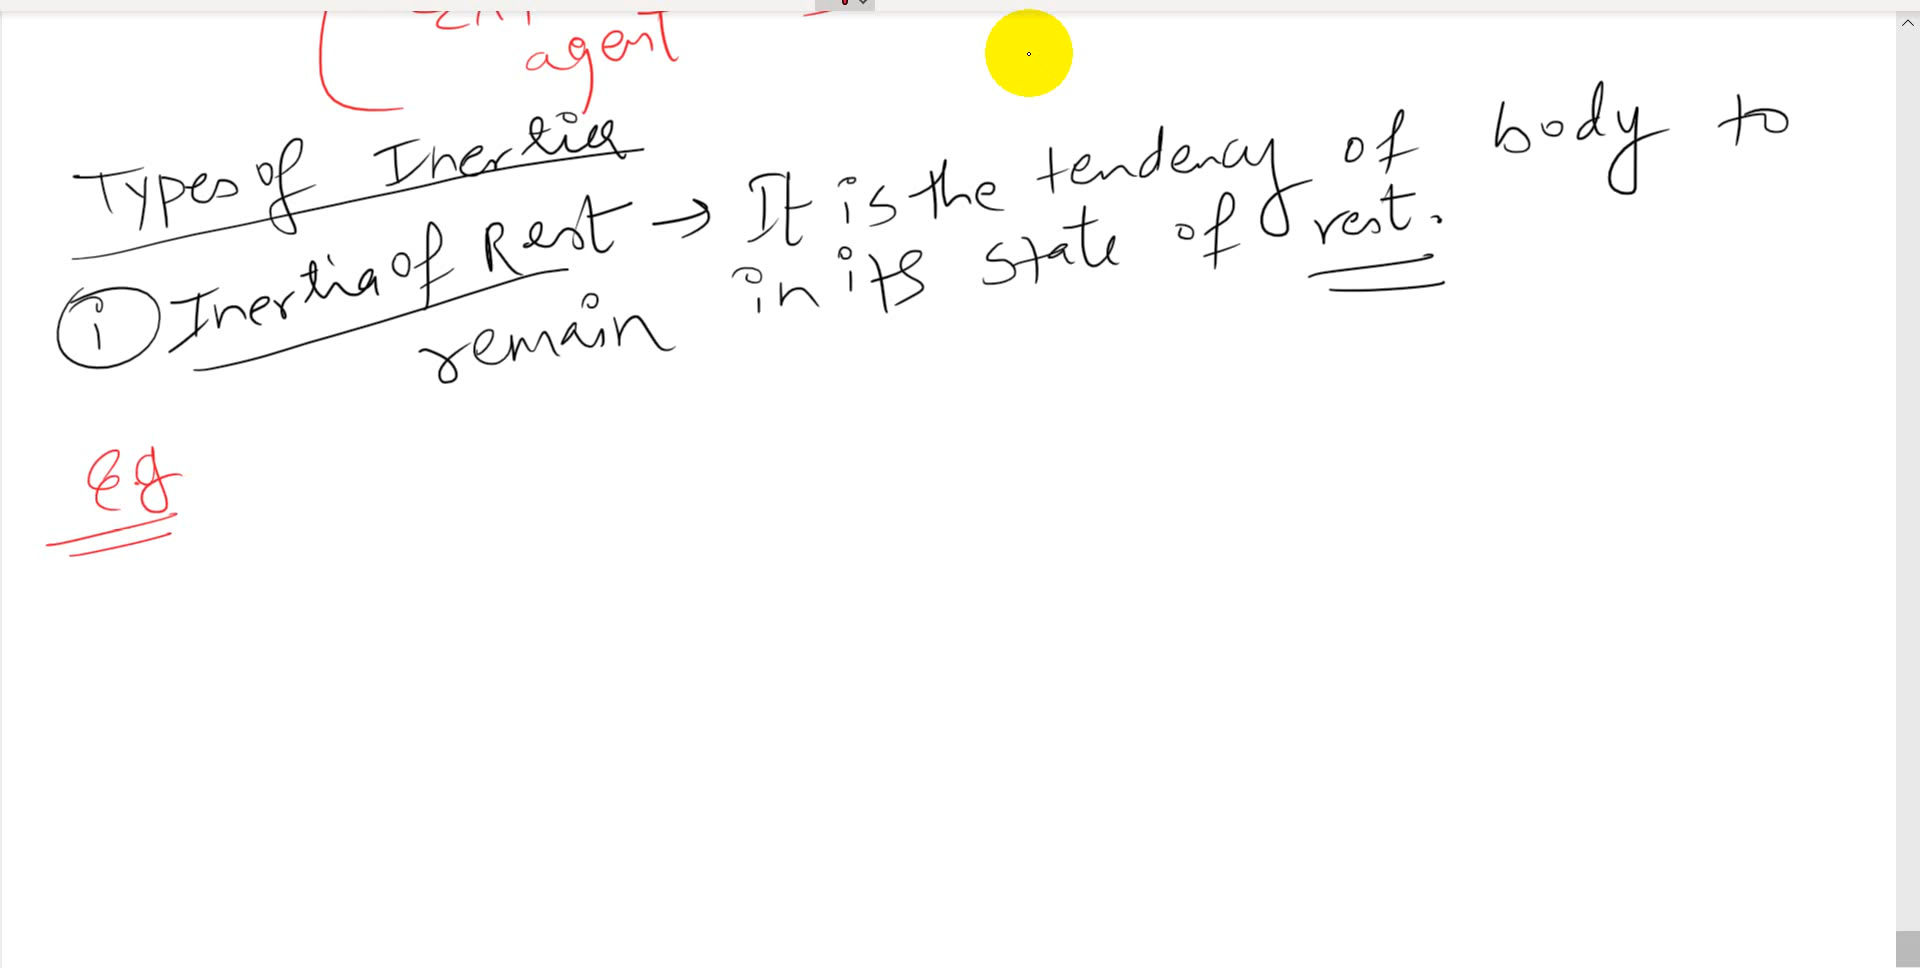 agent
Types of Inertia
i Inertia of Rest → It is the tendency of body to
remain in its state of rest.
Eg